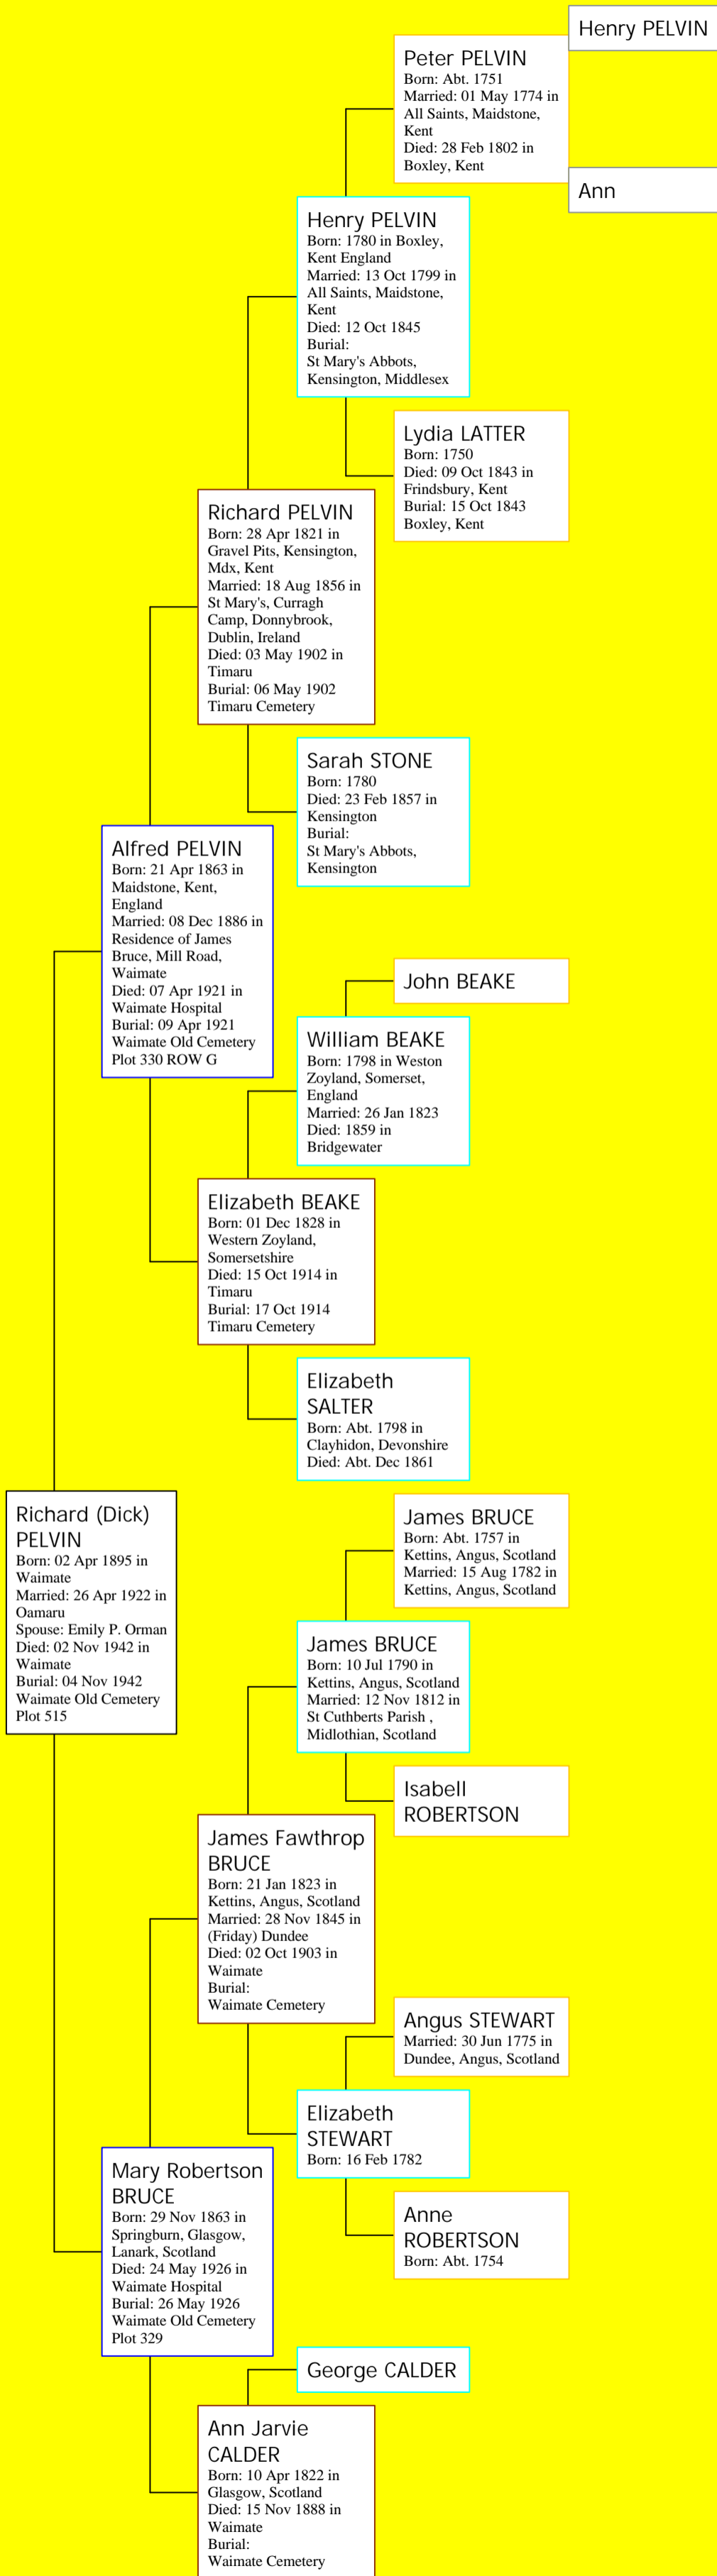 Henry PELVIN
Peter PELVIN
Born: Abt. 1751
Married: 01 May 1774 in
All Saints, Maidstone,
Kent
Died: 28 Feb 1802 in
Boxley, Kent
Ann
Henry PELVIN
Born: 1780 in Boxley,
Kent England
Married: 13 Oct 1799 in
All Saints, Maidstone,
Kent
Died: 12 Oct 1845
Burial:
St Mary's Abbots,
Kensington, Middlesex
Lydia LATTER
Born: 1750
Died: 09 Oct 1843 in
Frindsbury, Kent
Burial: 15 Oct 1843
Boxley, Kent
Richard PELVIN
Born: 28 Apr 1821 in
Gravel Pits, Kensington,
Mdx, Kent
Married: 18 Aug 1856 in
St Mary's, Curragh
Camp, Donnybrook,
Dublin, Ireland
Died: 03 May 1902 in
Timaru
Burial: 06 May 1902
Timaru Cemetery
Sarah STONE
Born: 1780
Died: 23 Feb 1857 in
Kensington
Burial:
St Mary's Abbots,
Kensington
Alfred PELVIN
Born: 21 Apr 1863 in
Maidstone, Kent,
England
Married: 08 Dec 1886 in
Residence of James
Bruce, Mill Road,
Waimate
Died: 07 Apr 1921 in
Waimate Hospital
Burial: 09 Apr 1921
Waimate Old Cemetery
Plot 330 ROW G
John BEAKE
William BEAKE
Born: 1798 in Weston
Zoyland, Somerset,
England
Married: 26 Jan 1823
Died: 1859 in
Bridgewater
Elizabeth BEAKE
Born: 01 Dec 1828 in
Western Zoyland,
Somersetshire
Died: 15 Oct 1914 in
Timaru
Burial: 17 Oct 1914
Timaru Cemetery
Elizabeth
SALTER
Born: Abt. 1798 in
Clayhidon, Devonshire
Died: Abt. Dec 1861
Richard (Dick)
PELVIN
Born: 02 Apr 1895 in
Waimate
Married: 26 Apr 1922 in
Oamaru
Spouse: Emily P. Orman
Died: 02 Nov 1942 in
Waimate
Burial: 04 Nov 1942
Waimate Old Cemetery
Plot 515
James BRUCE
Born: Abt. 1757 in
Kettins, Angus, Scotland
Married: 15 Aug 1782 in
Kettins, Angus, Scotland
James BRUCE
Born: 10 Jul 1790 in
Kettins, Angus, Scotland
Married: 12 Nov 1812 in
St Cuthberts Parish ,
Midlothian, Scotland
Isabell
ROBERTSON
James Fawthrop
BRUCE
Born: 21 Jan 1823 in
Kettins, Angus, Scotland
Married: 28 Nov 1845 in
(Friday) Dundee
Died: 02 Oct 1903 in
Waimate
Burial:
Waimate Cemetery
Angus STEWART
Married: 30 Jun 1775 in
Dundee, Angus, Scotland
Elizabeth
STEWART
Born: 16 Feb 1782
Mary Robertson
BRUCE
Born: 29 Nov 1863 in
Springburn, Glasgow,
Lanark, Scotland
Died: 24 May 1926 in
Waimate Hospital
Burial: 26 May 1926
Waimate Old Cemetery
Plot 329
Anne
ROBERTSON
Born: Abt. 1754
George CALDER
Ann Jarvie
CALDER
Born: 10 Apr 1822 in
Glasgow, Scotland
Died: 15 Nov 1888 in
Waimate
Burial:
Waimate Cemetery